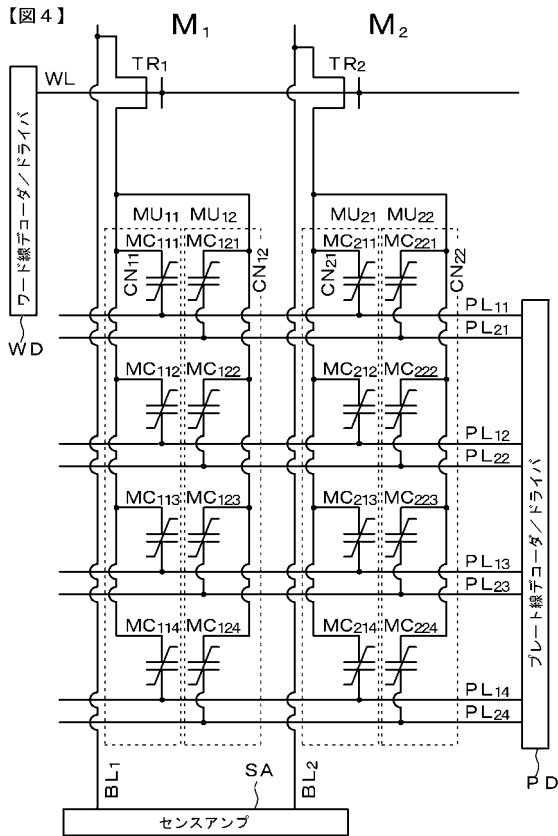 【図4】
M1 M2
WL TR1 TR2
ワード線デコーダ/ドライバ
WD
MU11 MU12 MU21 MU22
MC111 MC121 MC211 MC221
CN11 CN12 CN21 CN22
PL11
PL21
MC112 MC122 MC212 MC222
PL12
PL22
MC113 MC123 MC213 MC223
PL13
PL23
MC114 MC124 MC214 MC224
PL14
PL24
プレート線デコーダ/ドライバ
PD
BL1 SA BL2
センスアンプ